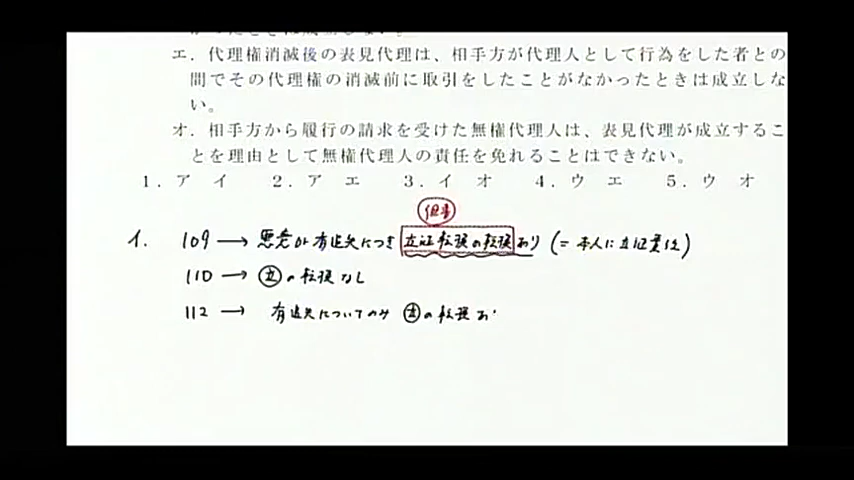 エ．代理権消滅後の表見代理は、相手方が代理人として行為をした者との
間でその代理権の消滅前に取引をしたことがなかったときは成立しな
い。
オ．相手方から履行の請求を受けた無権代理人は、表見代理が成立するこ
とを理由として無権代理人の責任を免れることはできない。
1．ア イ 2．ア エ 3．イ オ 4．ウ エ 5．ウ オ
但書
イ. 109 → 悪意or有過失につき 立証転換の転換あり (= 本人に立証責任)
110 → 立の転換なし
112 → 有過失についてのみ 立の転換あ